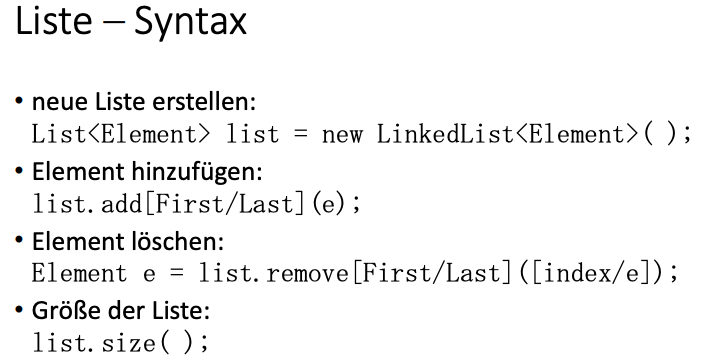 Liste – Syntax
• neue Liste erstellen:
List<Element> list = new LinkedList<Element>( );
• Element hinzufügen:
list.add[First/Last](e);
• Element löschen:
Element e = list.remove[First/Last]([index/e]);
• Größe der Liste:
list.size( );